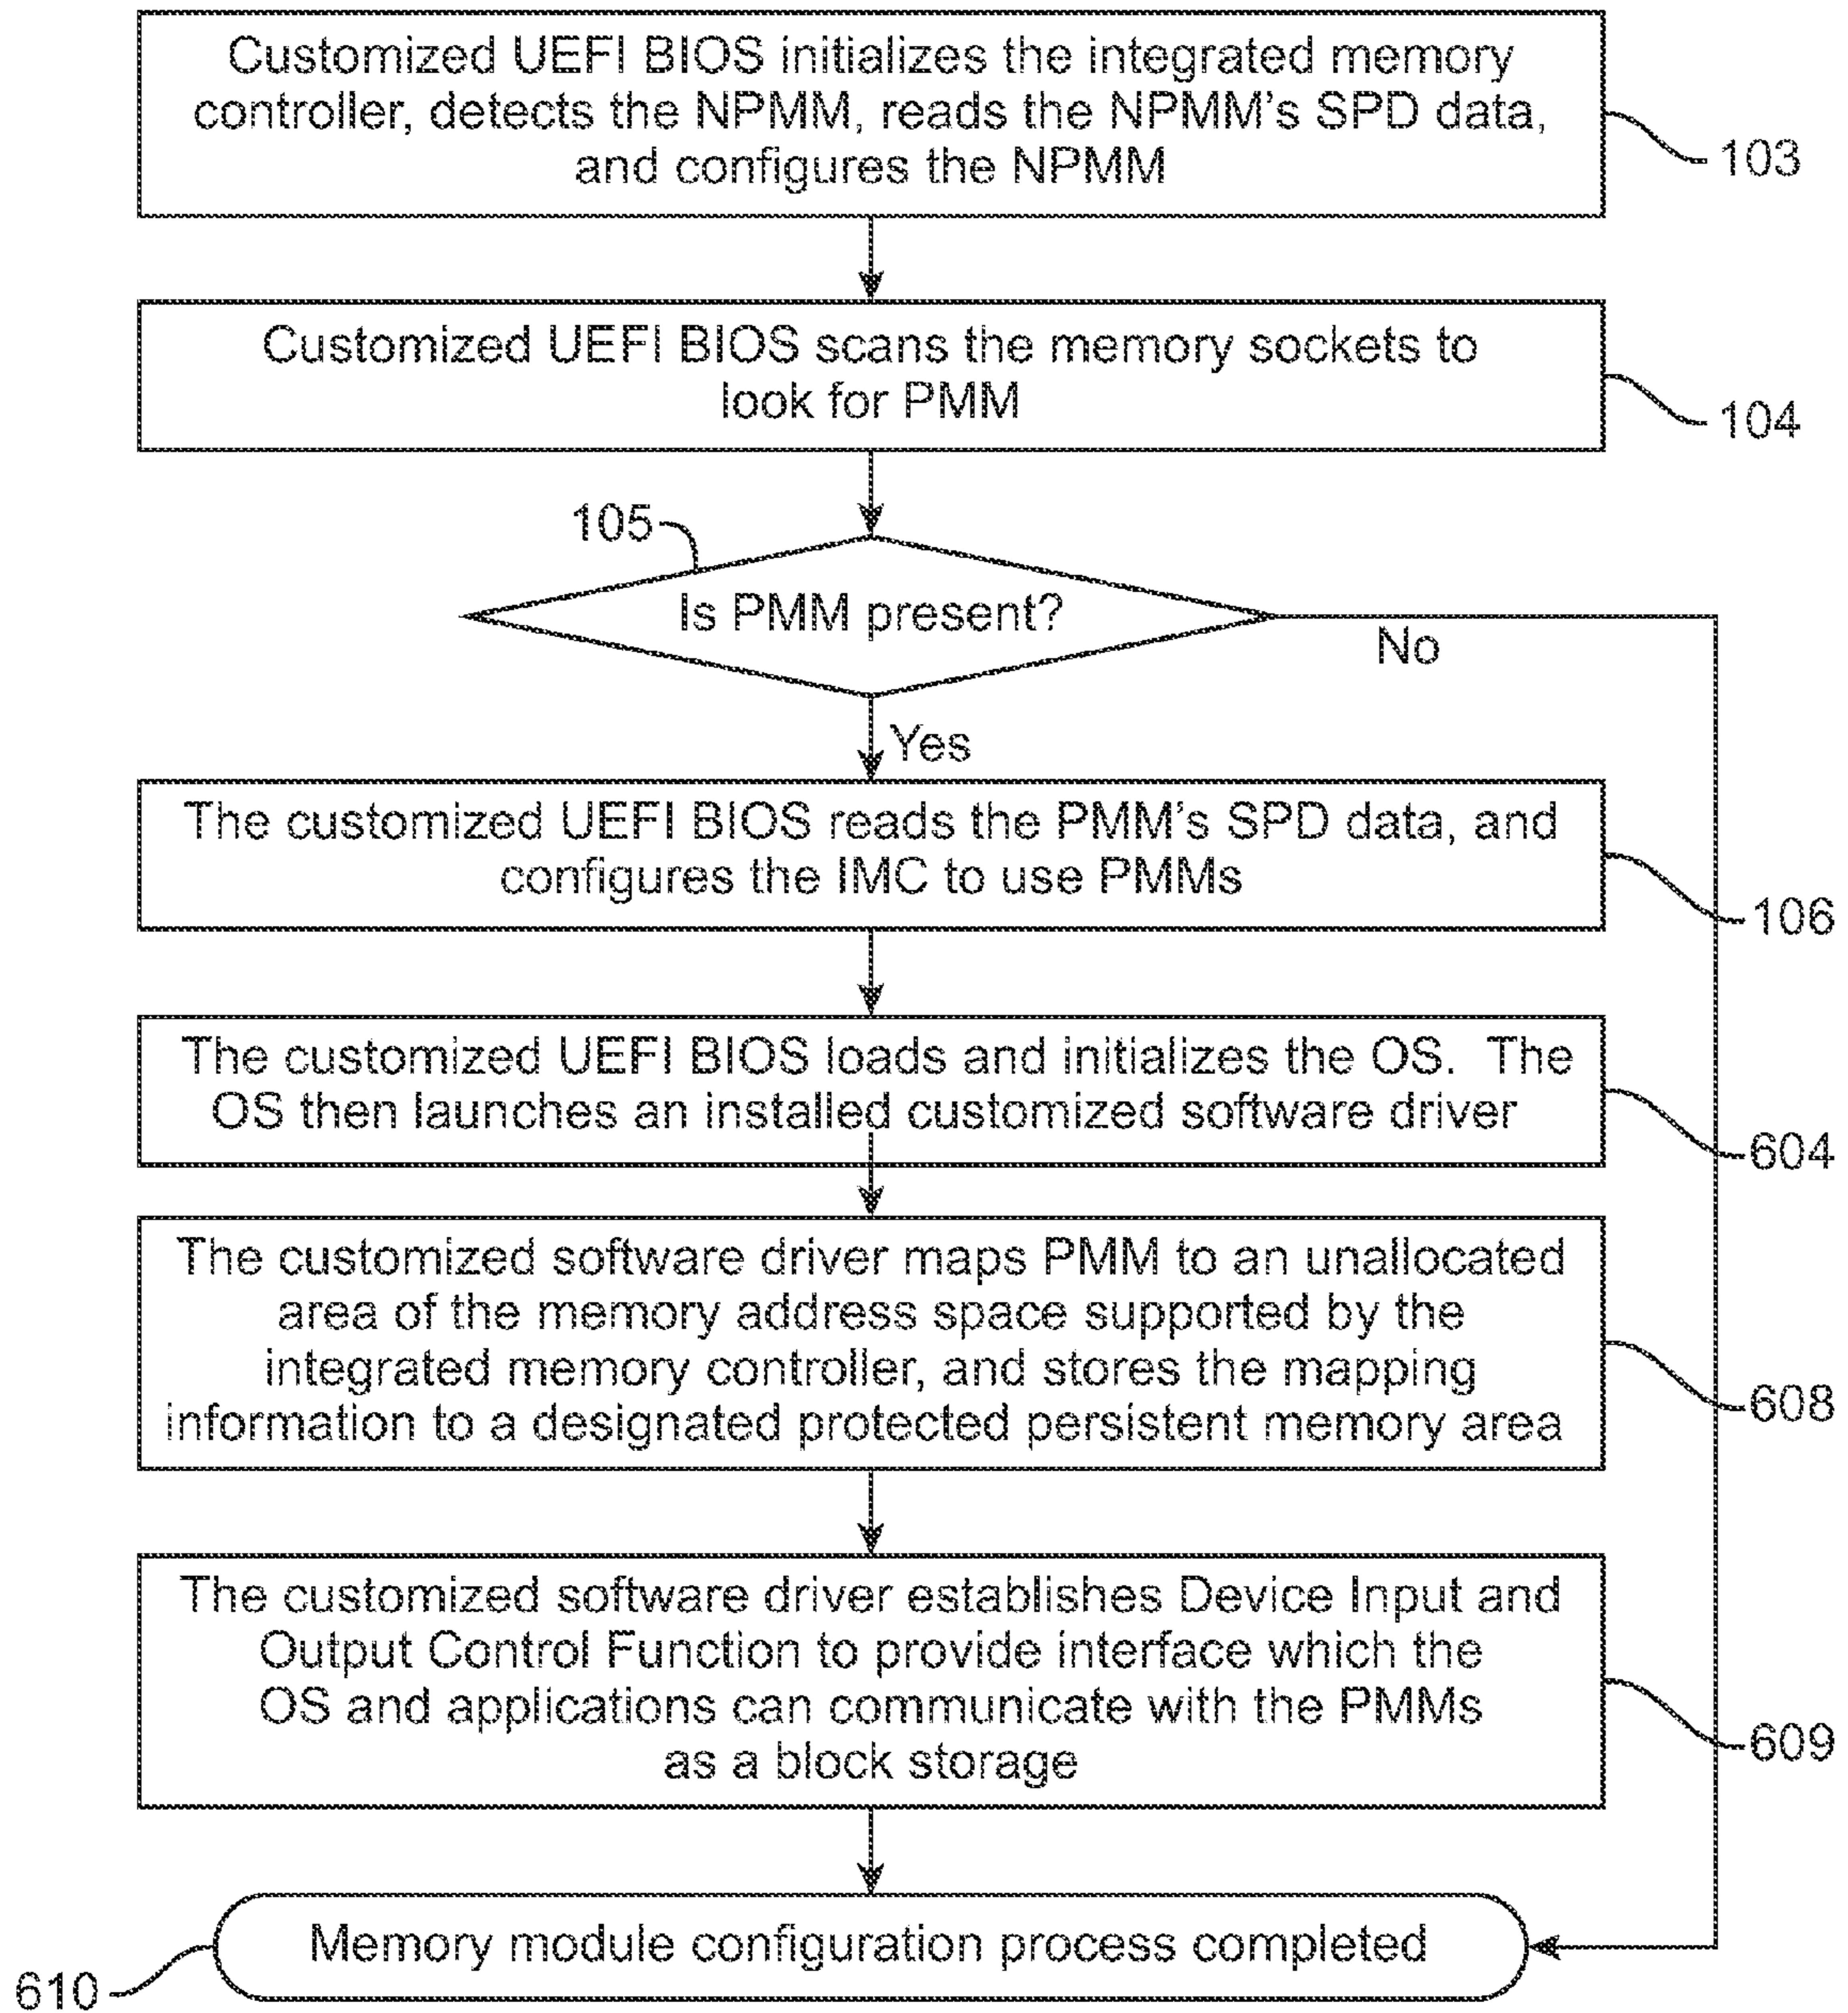 Customized UEFI BIOS initializes the integrated memory
controller, detects the NPMM, reads the NPMM's SPD data,
and configures the NPMM
103
Customized UEFI BIOS scans the memory sockets to
look for PMM
104
105
Is PMM present?
No
Yes
The customized UEFI BIOS reads the PMM's SPD data, and
configures the IMC to use PMMs
106
The customized UEFI BIOS loads and initializes the OS. The
OS then launches an installed customized software driver
604
The customized software driver maps PMM to an unallocated
area of the memory address space supported by the
integrated memory controller, and stores the mapping
information to a designated protected persistent memory area
608
The customized software driver establishes Device Input and
Output Control Function to provide interface which the
OS and applications can communicate with the PMMs
as a block storage
609
Memory module configuration process completed
610